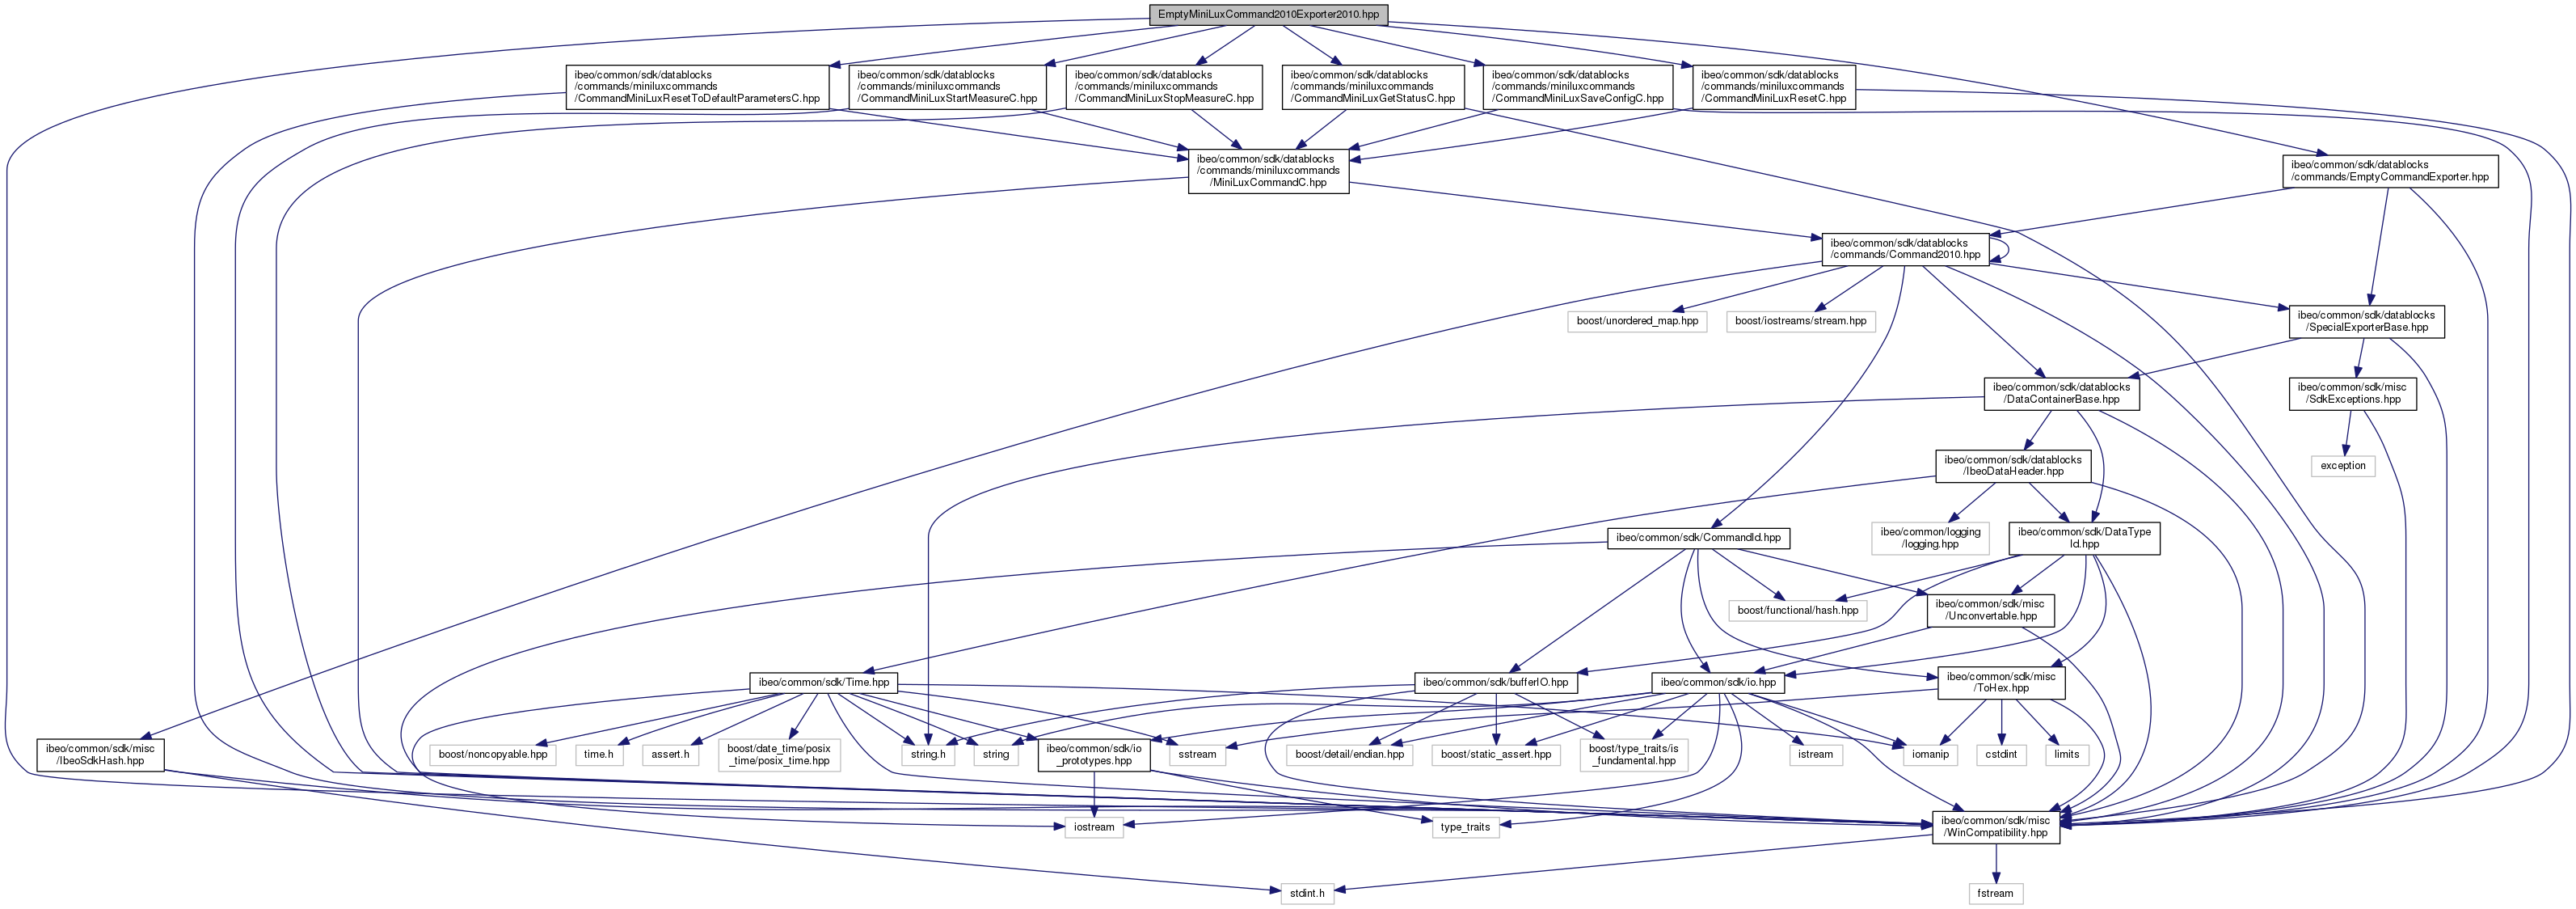 EmptyMiniLuxCommand2010Exporter2010.hpp
ibeo/common/sdk/datablocks
/commands/miniluxcommands
/CommandMiniLuxResetToDefaultParametersC.hpp
ibeo/common/sdk/datablocks
/commands/miniluxcommands
/CommandMiniLuxStartMeasureC.hpp
ibeo/common/sdk/datablocks
/commands/miniluxcommands
/CommandMiniLuxStopMeasureC.hpp
ibeo/common/sdk/datablocks
/commands/miniluxcommands
/CommandMiniLuxGetStatusC.hpp
ibeo/common/sdk/datablocks
/commands/miniluxcommands
/CommandMiniLuxSaveConfigC.hpp
ibeo/common/sdk/datablocks
/commands/miniluxcommands
/CommandMiniLuxResetC.hpp
ibeo/common/sdk/datablocks
/commands/miniluxcommands
/MiniLuxCommandC.hpp
ibeo/common/sdk/datablocks
/commands/EmptyCommandExporter.hpp
ibeo/common/sdk/datablocks
/commands/Command2010.hpp
boost/unordered_map.hpp
boost/iostreams/stream.hpp
ibeo/common/sdk/datablocks
/SpecialExporterBase.hpp
ibeo/common/sdk/datablocks
/DataContainerBase.hpp
ibeo/common/sdk/misc
/SdkExceptions.hpp
ibeo/common/sdk/datablocks
/IbeoDataHeader.hpp
exception
ibeo/common/sdk/CommandId.hpp
ibeo/common/logging
/logging.hpp
ibeo/common/sdk/DataType
Id.hpp
boost/functional/hash.hpp
ibeo/common/sdk/misc
/Unconvertable.hpp
ibeo/common/sdk/Time.hpp
ibeo/common/sdk/bufferIO.hpp
ibeo/common/sdk/io.hpp
ibeo/common/sdk/misc
/ToHex.hpp
ibeo/common/sdk/misc
/IbeoSdkHash.hpp
boost/noncopyable.hpp
time.h
assert.h
boost/date_time/posix
_time/posix_time.hpp
string.h
string
ibeo/common/sdk/io
_prototypes.hpp
sstream
boost/detail/endian.hpp
boost/static_assert.hpp
boost/type_traits/is
_fundamental.hpp
istream
iomanip
cstdint
limits
iostream
type_traits
ibeo/common/sdk/misc
/WinCompatibility.hpp
stdint.h
fstream